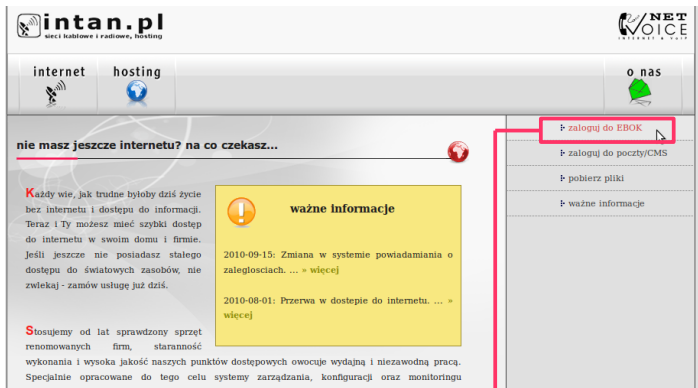 intan.pl
sieci kablowe i radiowe, hosting
NET
VOICE
INTERNET & VoIP
internet
hosting
o nas
nie masz jeszcze internetu? na co czekasz...
Każdy wie, jak trudne byłoby dziś życie
bez internetu i dostępu do informacji.
Teraz i Ty możesz mieć szybki dostęp
do internetu w swoim domu i firmie.
Jeśli jeszcze nie posiadasz stałego
dostępu do światowych zasobów, nie
zwlekaj - zamów usługę już dziś.
ważne informacje
2010-09-15: Zmiana w systemie powiadamiania o
zaleglosciach. ... » więcej
2010-08-01: Przerwa w dostepie do internetu. ... »
więcej
Stosujemy od lat sprawdzony sprzęt
renomowanych firm, staranność
wykonania i wysoka jakość naszych punktów dostępowych owocuje wydajną i niezawodną pracą.
Specjalnie opracowane do tego celu systemy zarządzania, konfiguracji oraz monitoringu
zaloguj do EBOK
zaloguj do poczty/CMS
pobierz pliki
ważne informacje